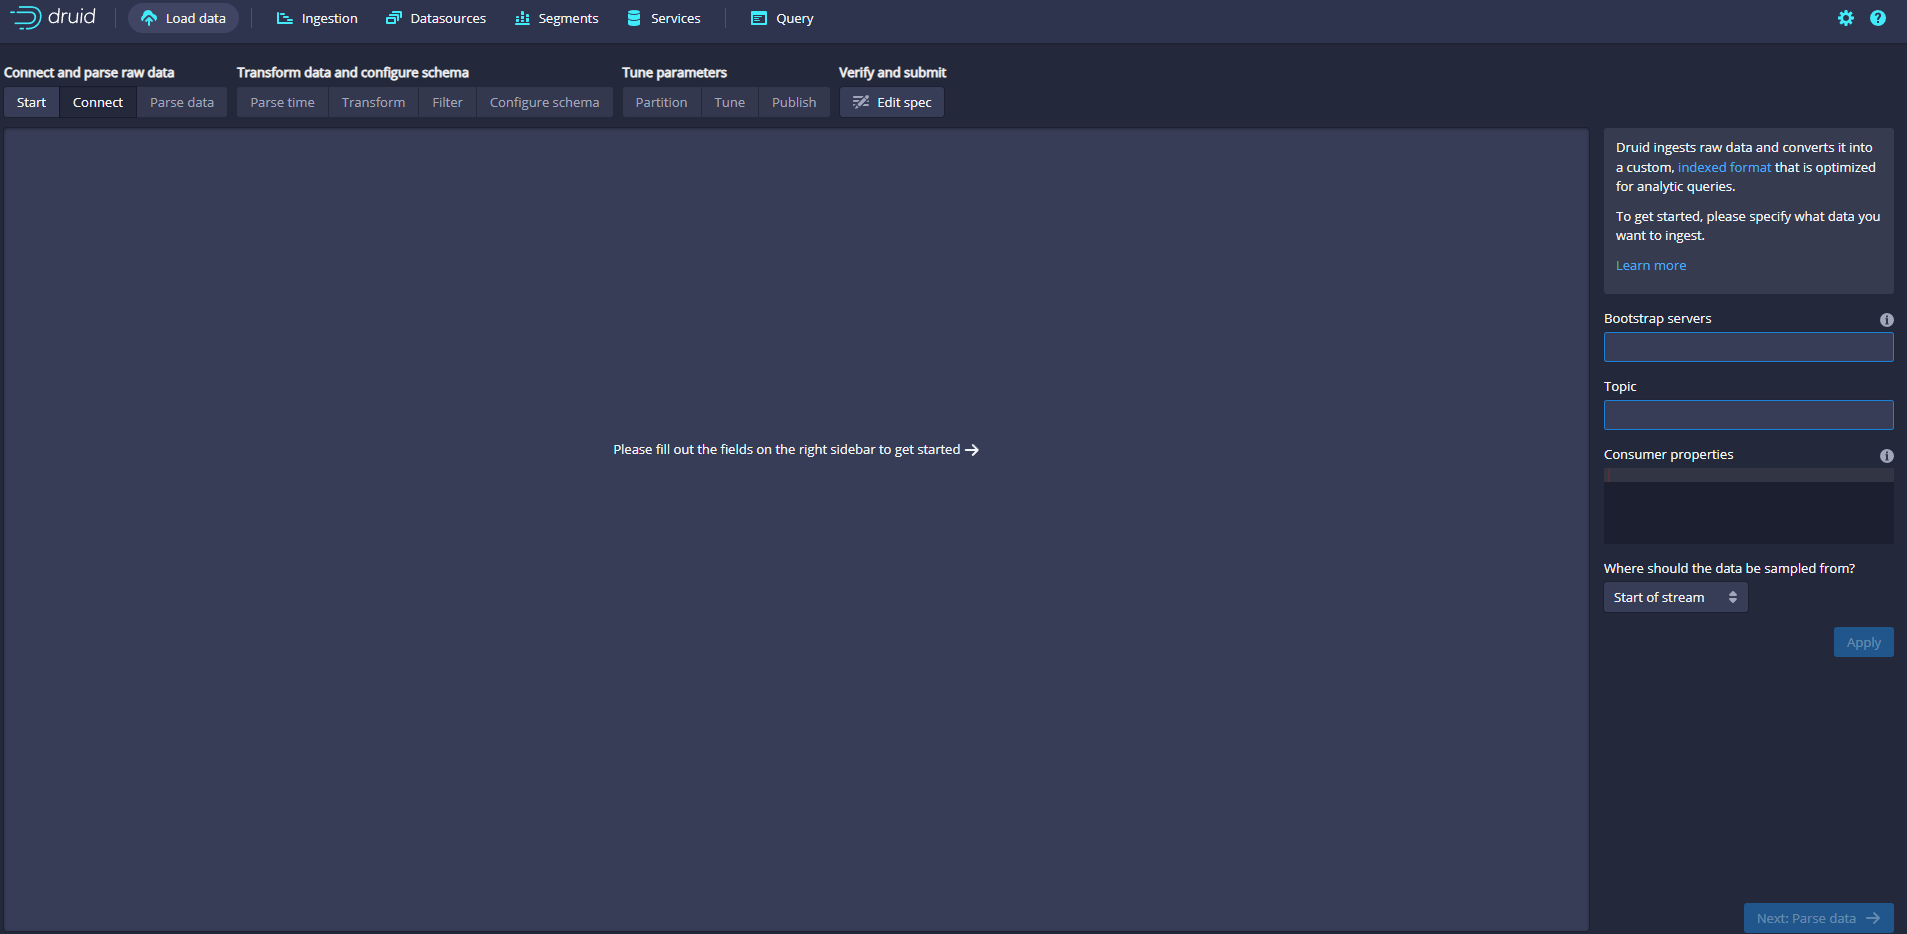 druid
Load data
Ingestion
Datasources
Segments
Services
Query
Connect and parse raw data
Transform data and configure schema
Tune parameters
Verify and submit
Start
Connect
Parse data
Parse time
Transform
Filter
Configure schema
Partition
Tune
Publish
Edit spec
Please fill out the fields on the right sidebar to get started
Druid ingests raw data and converts it into
a custom, indexed format that is optimized
for analytic queries.
To get started, please specify what data you
want to ingest.
Learn more
Bootstrap servers
Topic
Consumer properties
Where should the data be sampled from?
Start of stream
Apply
Next: Parse data